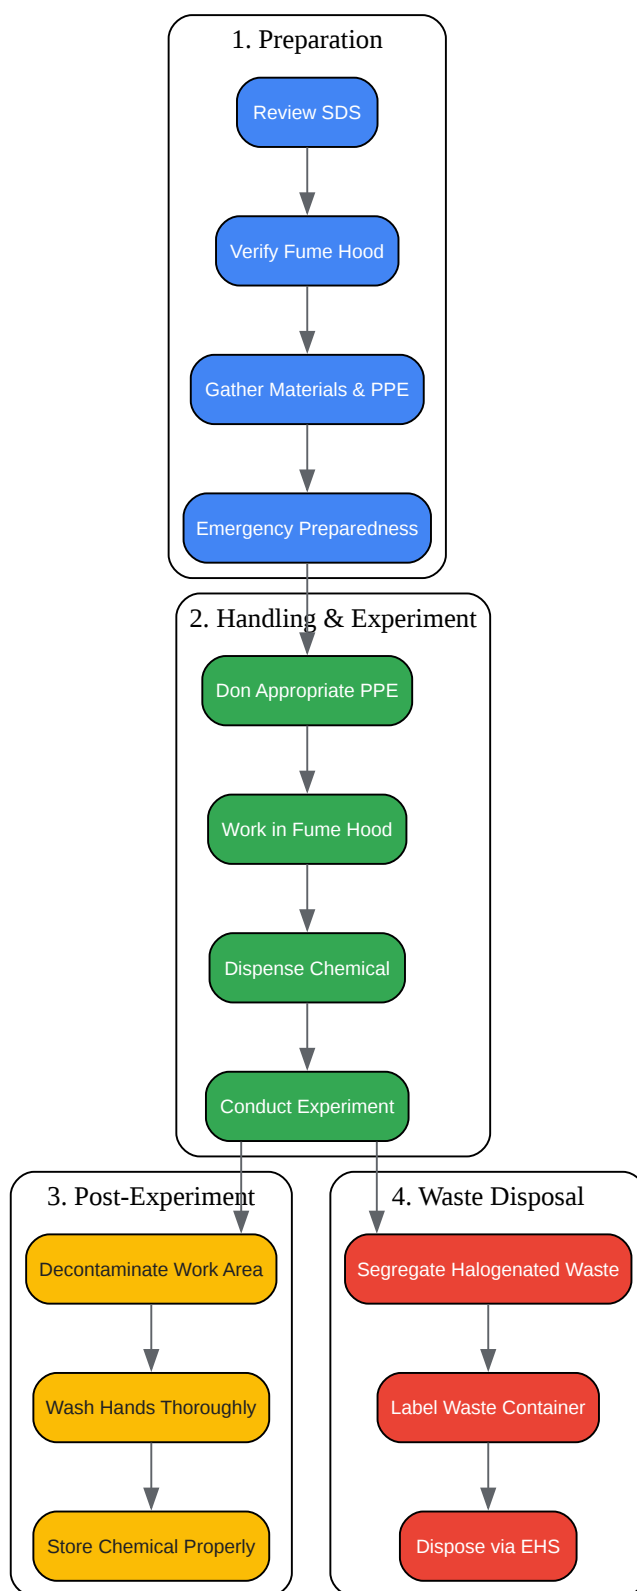 1. Preparation
Review SDS
Verify Fume Hood
Gather Materials & PPE
Emergency Preparedness
2. Handling & Experiment
Don Appropriate PPE
Work in Fume Hood
Dispense Chemical
Conduct Experiment
3. Post-Experiment
Decontaminate Work Area
Wash Hands Thoroughly
Store Chemical Properly
4. Waste Disposal
Segregate Halogenated Waste
Label Waste Container
Dispose via EHS